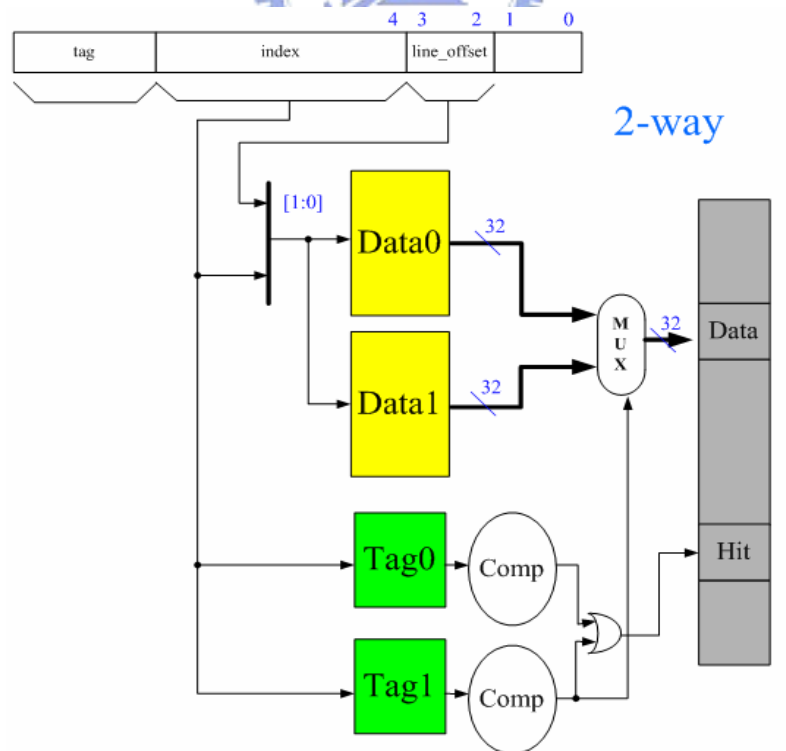 4 3 2 1 0
tag index line_offset
2-way
[1:0]
Data0
32
Data1
32
M
U
X
32
Data
Tag0
Comp
Hit
Tag1
Comp